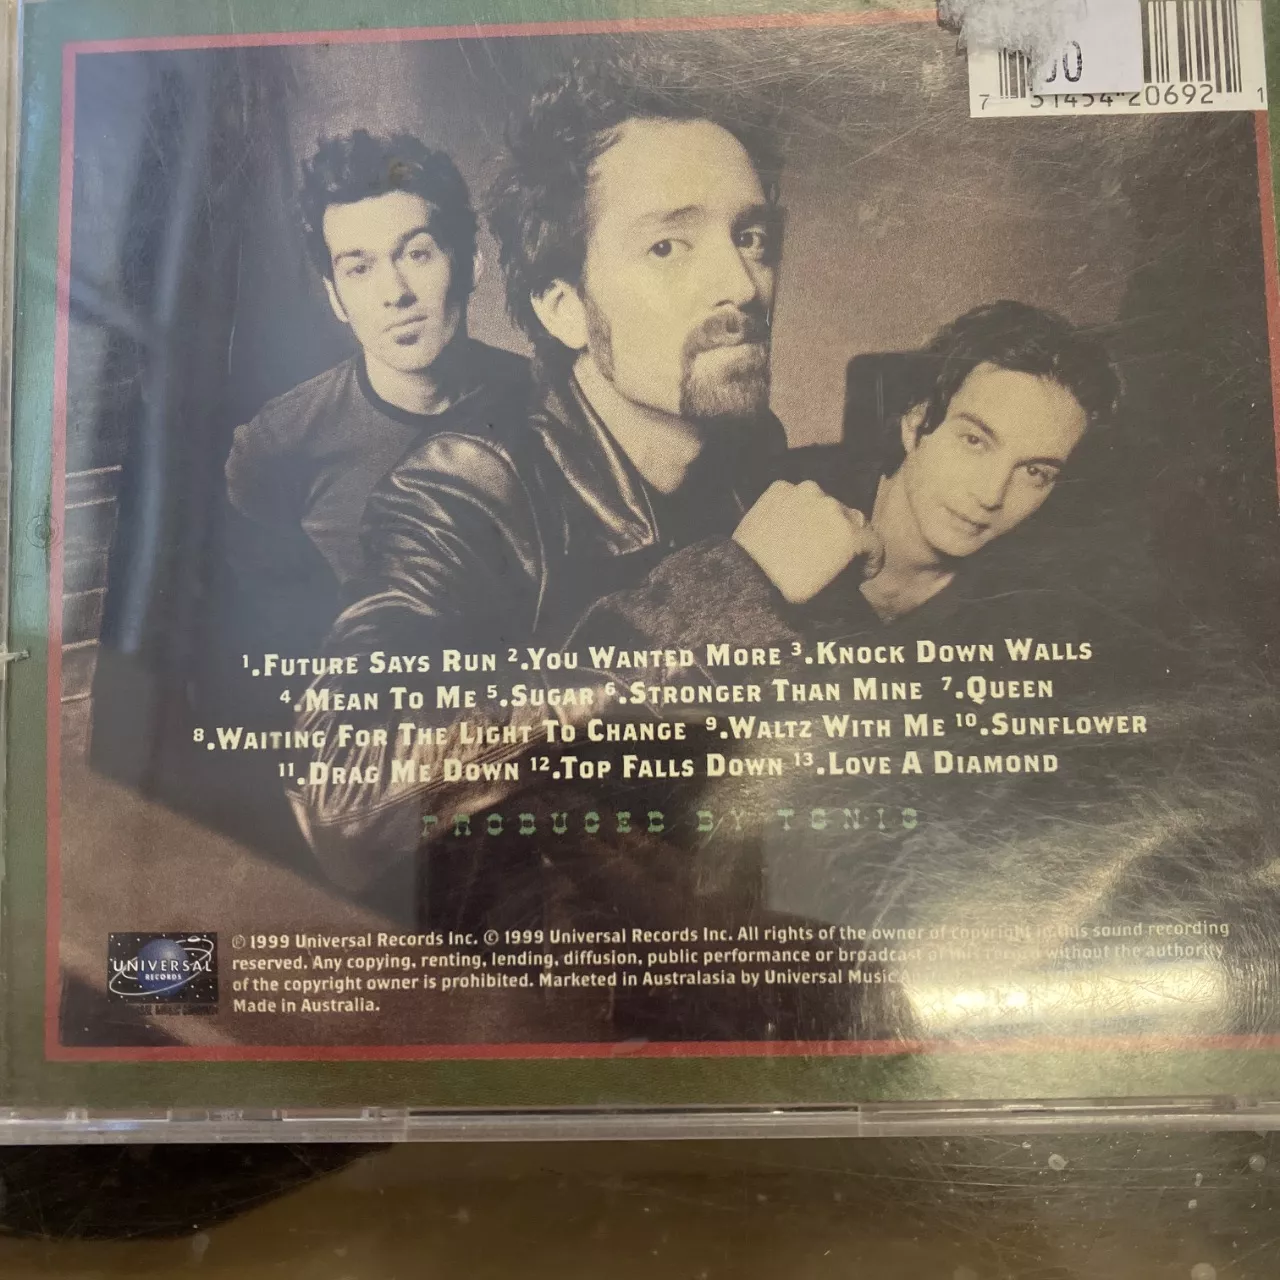 00
7 31454 20692 1
1.FUTURE SAYS RUN 2.YOU WANTED MORE 3.KNOCK DOWN WALLS
4.MEAN TO ME 5.SUGAR 6.STRONGER THAN MINE 7.QUEEN
8.WAITING FOR THE LIGHT TO CHANGE 9.WALTZ WITH ME 10.SUNFLOWER
11.DRAG ME DOWN 12.TOP FALLS DOWN 13.LOVE A DIAMOND
PRODUCED BY TONIC
UNIVERSAL
RECORDS
℗ 1999 Universal Records Inc. © 1999 Universal Records Inc. All rights of the owner of copyright in this sound recording
reserved. Any copying, renting, lending, diffusion, public performance or broadcast of this record without the authority
of the copyright owner is prohibited. Marketed in Australasia by Universal Music
Made in Australia.